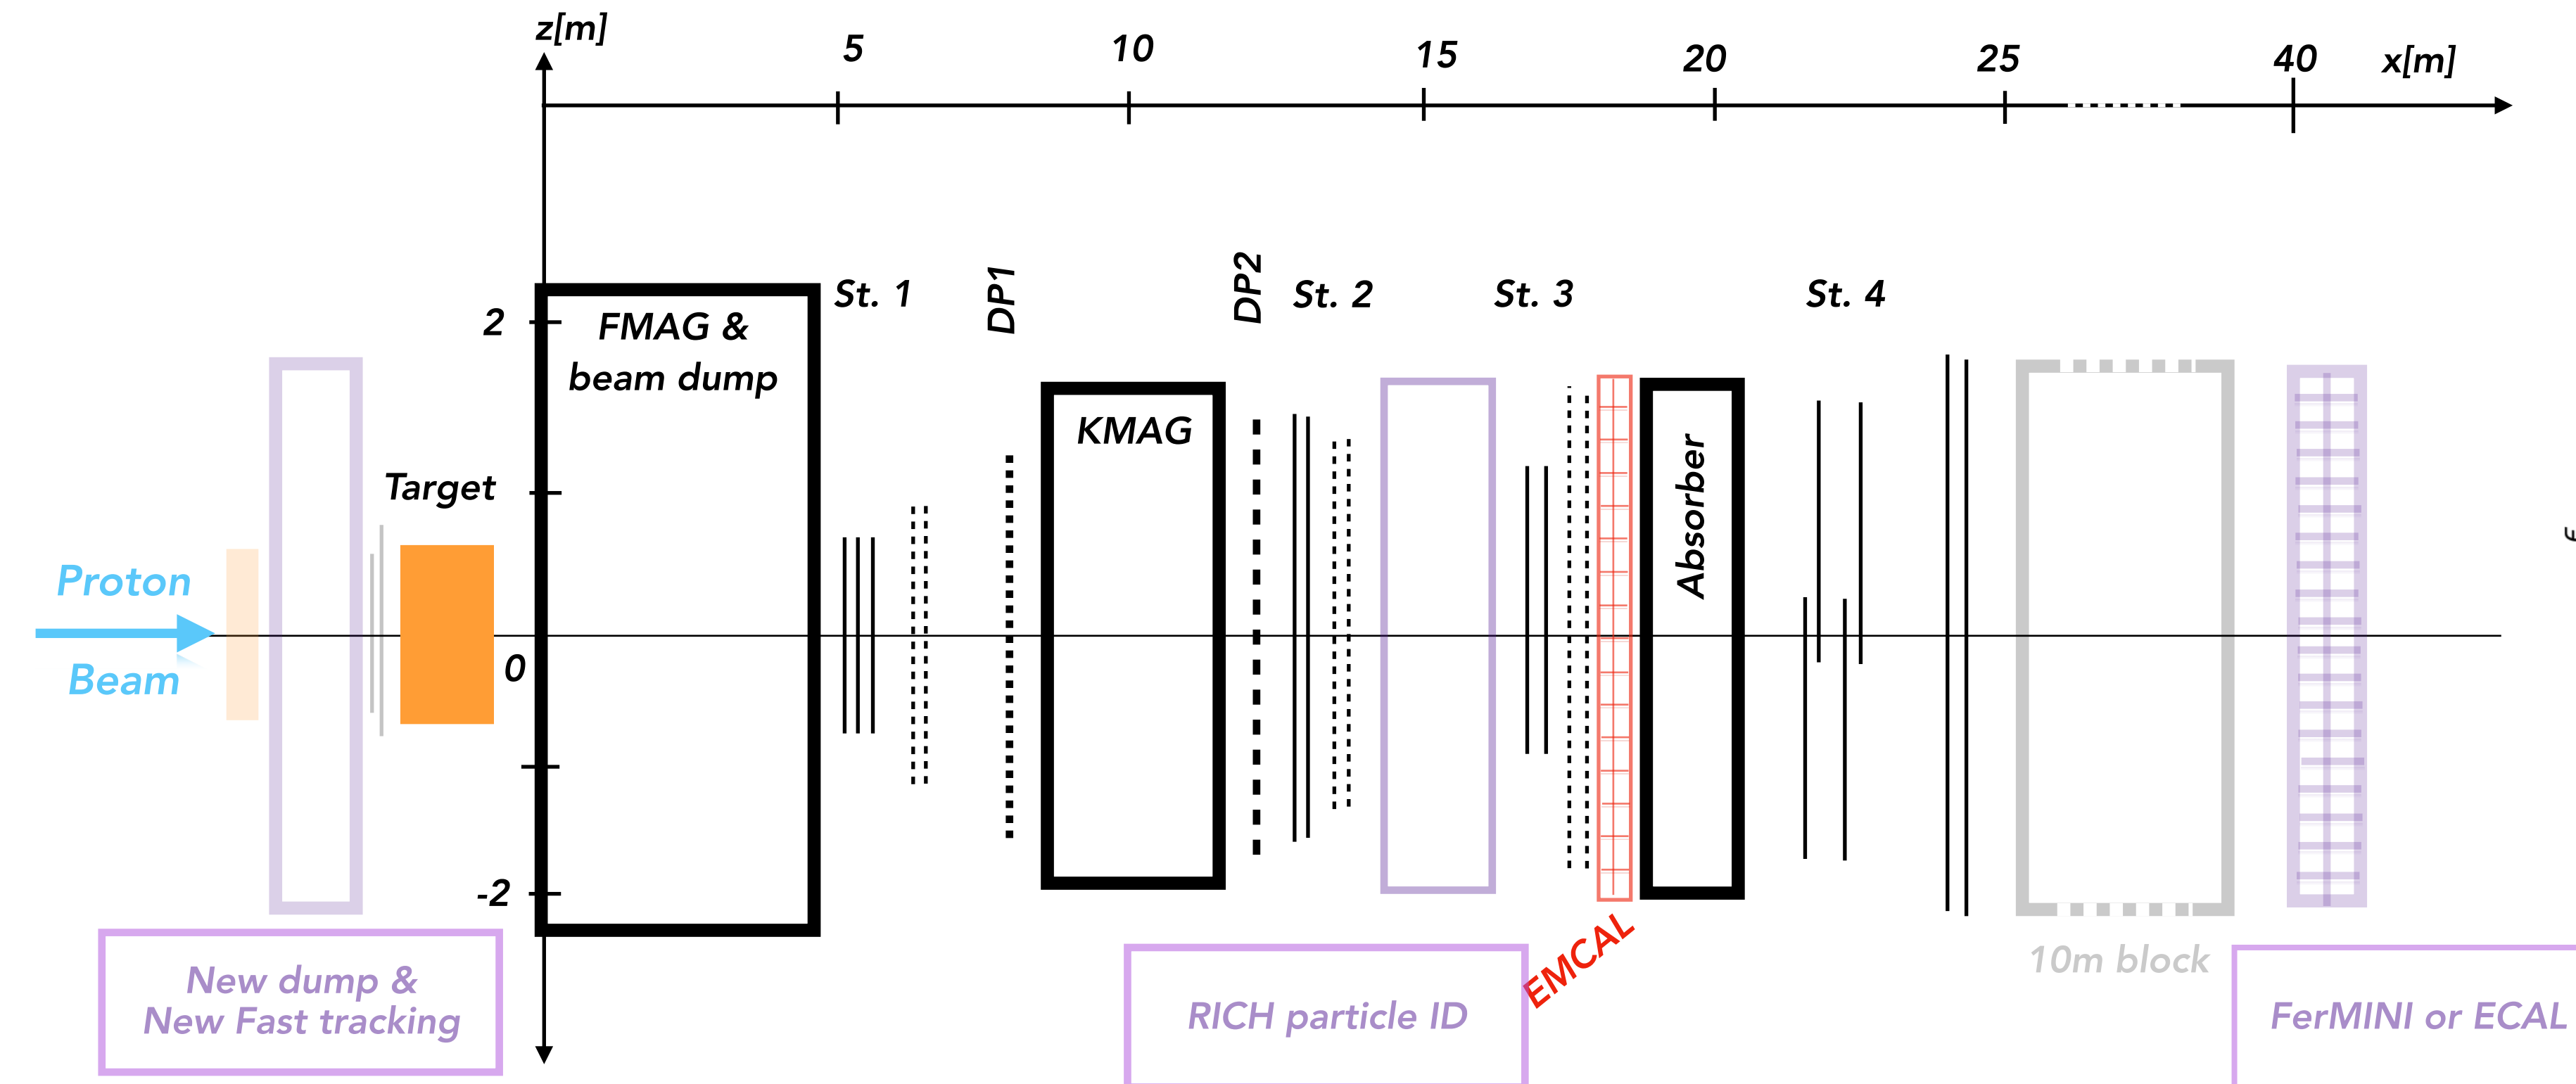 z[m]
5
10
15
20
25
40
x[m]
2
FMAG &
beam dump
St. 1
DP1
DP2
St. 2
St. 3
St. 4
KMAG
Target
Absorber
Proton
Beam
0
-2
EMCAL
10m block
New dump &
New Fast tracking
RICH particle ID
FerMINI or ECAL